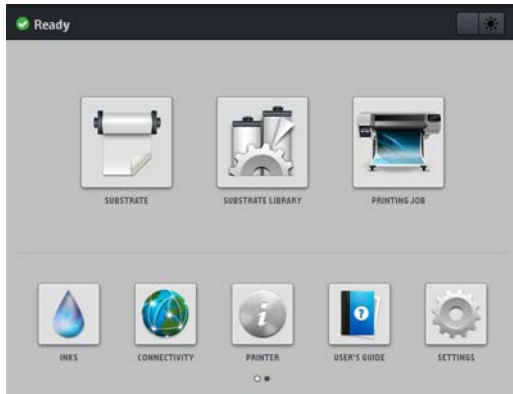 Ready
SUBSTRATE
SUBSTRATE LIBRARY
PRINTING JOB
INKS
CONNECTIVITY
PRINTER
USER'S GUIDE
SETTINGS